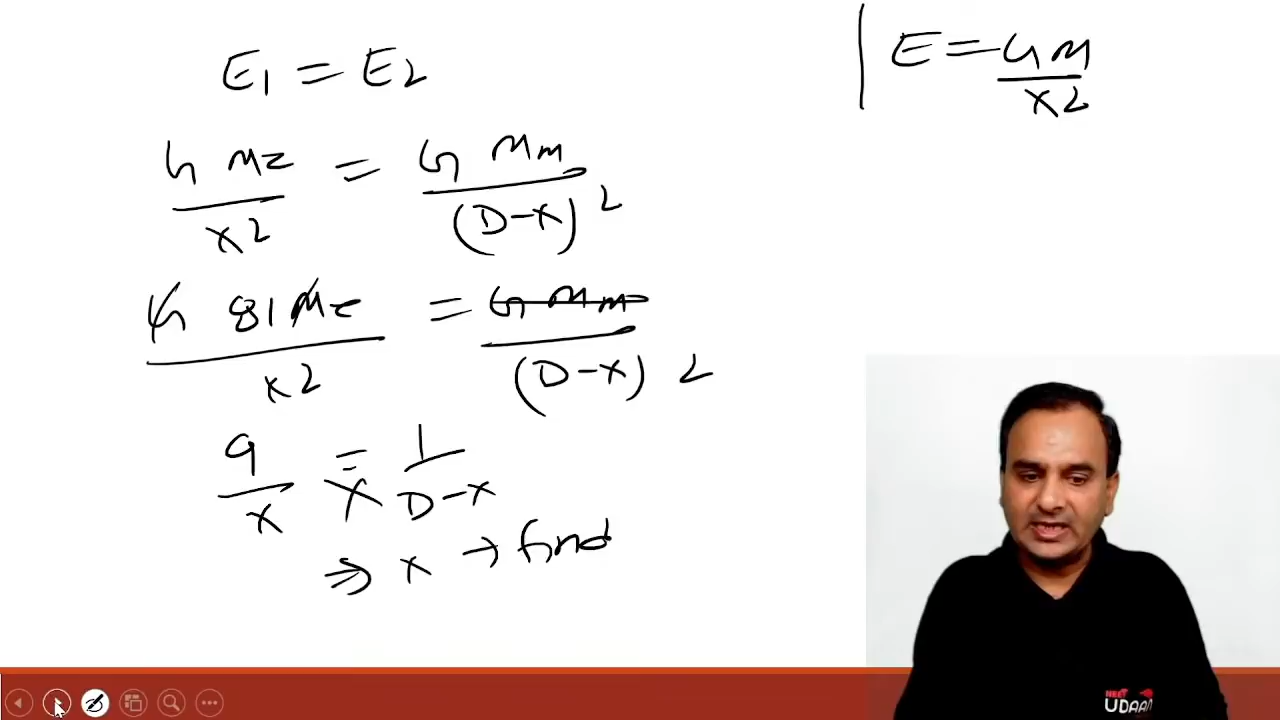 E1 = E2
G Me / x2 = G Mm / (D-x) 2
G 81 Me / x2 = G Mm / (D-x) 2
9 / x = 1 / D-x
⇒ x → find
E = GM / x2
NEET
UDAAN